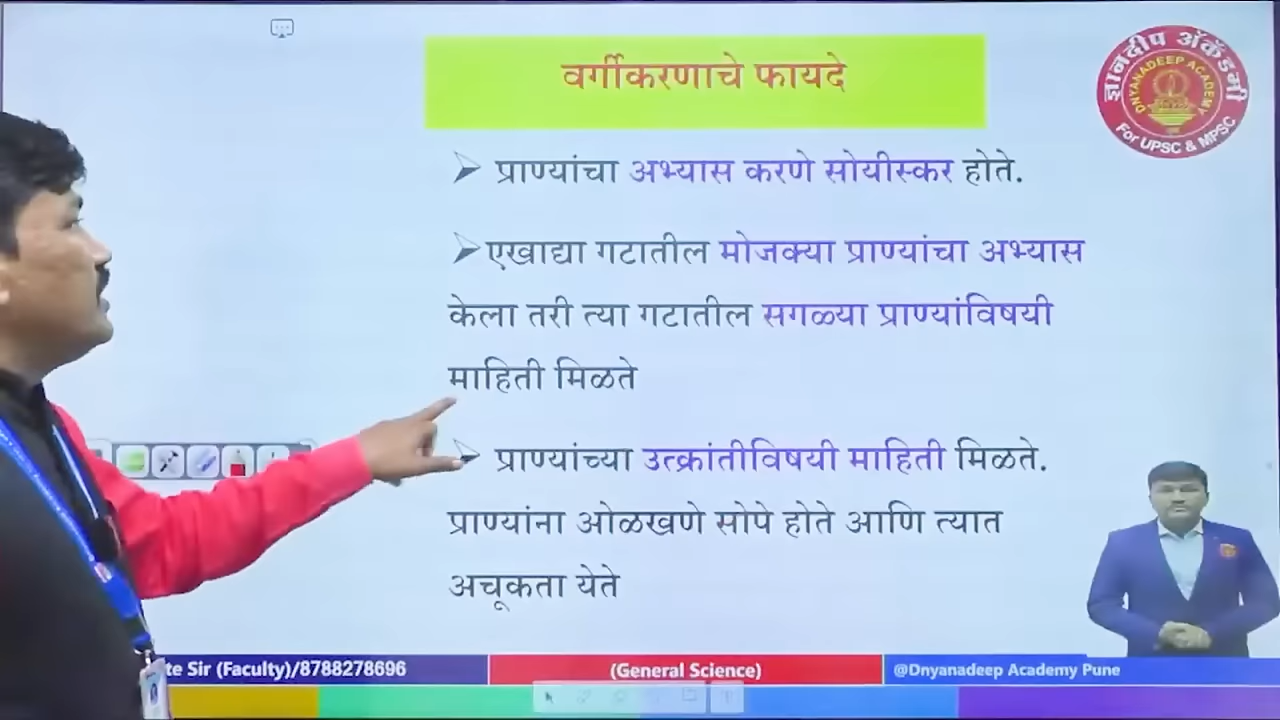 वर्गीकरणाचे फायदे
ज्ञानदीप अ‍ॅकॅडमी
DNYANADEEP ACADEMY
For UPSC & MPSC
प्राण्यांचा अभ्यास करणे सोयीस्कर होते.
एखाद्या गटातील मोजक्या प्राण्यांचा अभ्यास
केला तरी त्या गटातील सगळ्या प्राण्यांविषयी
माहिती मिळते
प्राण्यांच्या उत्क्रांतीविषयी माहिती मिळते.
प्राण्यांना ओळखणे सोपे होते आणि त्यात
अचूकता येते
te Sir (Faculty)/8788278696
(General Science)
@Dnyanadeep Academy Pune